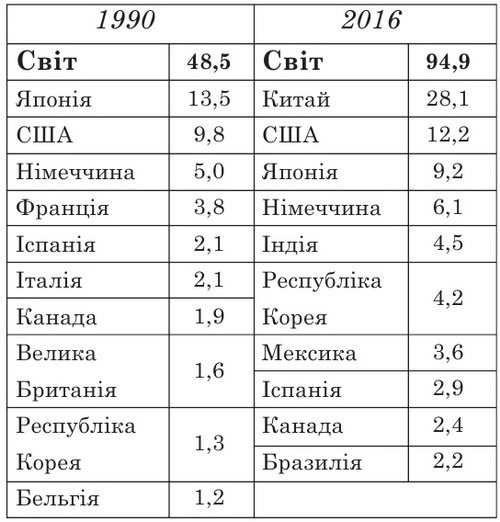 1990 2016
Світ 48,5 Світ 94,9
Японія 13,5 Китай 28,1
США 9,8 США 12,2
Німеччина 5,0 Японія 9,2
Франція 3,8 Німеччина 6,1
Іспанія 2,1 Індія 4,5
Італія 2,1 Республіка
Канада 1,9 Корея 4,2
Велика Мексика 3,6
Британія 1,6 Іспанія 2,9
Республіка Канада 2,4
Корея 1,3 Бразилія 2,2
Бельгія 1,2